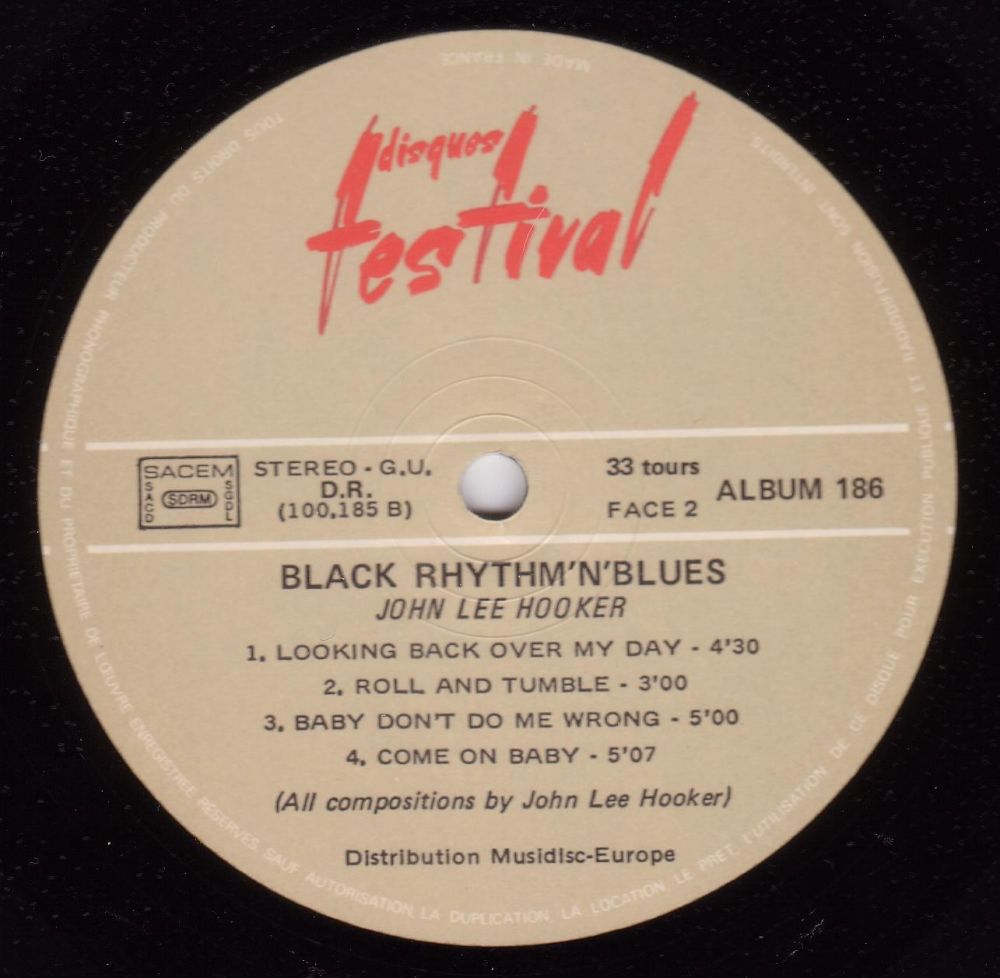 MADE IN FRANCE
disques
festival
SACEM
SACD
SDRM
SGDL
STEREO - G.U.
D.R.
(100.185 B)
33 tours
FACE 2
ALBUM 186
BLACK RHYTHM'N'BLUES
JOHN LEE HOOKER
1. LOOKING BACK OVER MY DAY - 4'30
2. ROLL AND TUMBLE - 3'00
3. BABY DON'T DO ME WRONG - 5'00
4. COME ON BABY - 5'07
(All compositions by John Lee Hooker)
Distribution Musidisc-Europe
TOUS DROITS DU PRODUCTEUR PHONOGRAPHIQUE ET DU PROPRIETAIRE DE L'ŒUVRE ENREGISTREE RESERVES SAUF AUTORISATION, LA DUPLICATION, LA LOCATION, LE PRET, L'UTILISATION DE CE DISQUE POUR EXECUTION PUBLIQUE ET RADIODIFFUSION SONT INTERDITS.